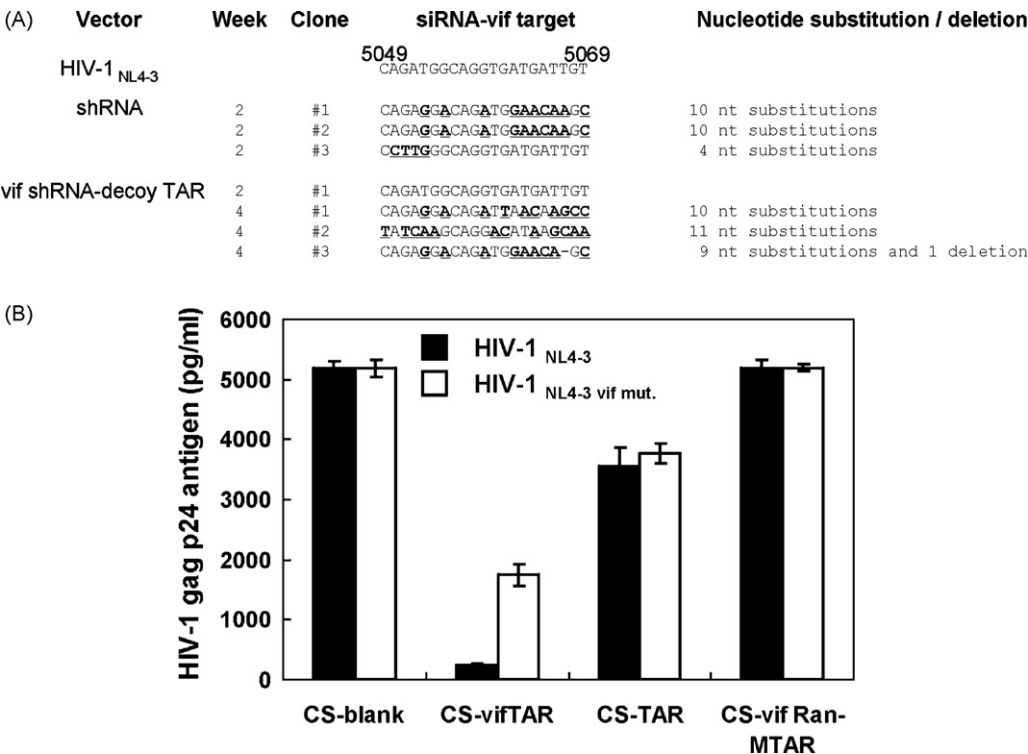 (A) Vector Week Clone siRNA-vif target Nucleotide substitution / deletion
5049 5069
HIV-1 NL4-3 CAGATGGCAGGTGATGATTGT
shRNA 2 #1 CAGAGGACAGATGGAACAAGC 10 nt substitutions
2 #2 CAGAGGACAGATGGAACAAGC 10 nt substitutions
2 #3 CCTTGGGCAGGTGATGATTGT 4 nt substitutions
vif shRNA-decoy TAR 2 #1 CAGATGGCAGGTGATGATTGT
4 #1 CAGAGGACAGATTAACAAGCC 10 nt substitutions
4 #2 TATCAAGCAGGACATAAGCAA 11 nt substitutions
4 #3 CAGAGGACAGATGGAACA-GC 9 nt substitutions and 1 deletion
(B)
HIV-1 gag p24 antigen (pg/ml)
6000
5000
4000
3000
2000
1000
0
HIV-1 NL4-3
HIV-1 NL4-3 vif mut.
CS-blank CS-vifTAR CS-TAR CS-vif Ran-
MTAR